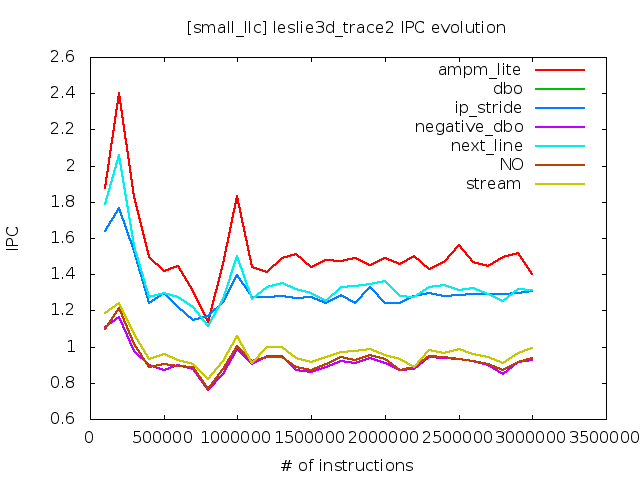 [small_llc] leslie3d_trace2 IPC evolution
2.6
2.4
2.2
2
1.8
1.6
1.4
1.2
1
0.8
0.6
IPC
ampm_lite
dbo
ip_stride
negative_dbo
next_line
NO
stream
0 500000 1000000 1500000 2000000 2500000 3000000 3500000
# of instructions